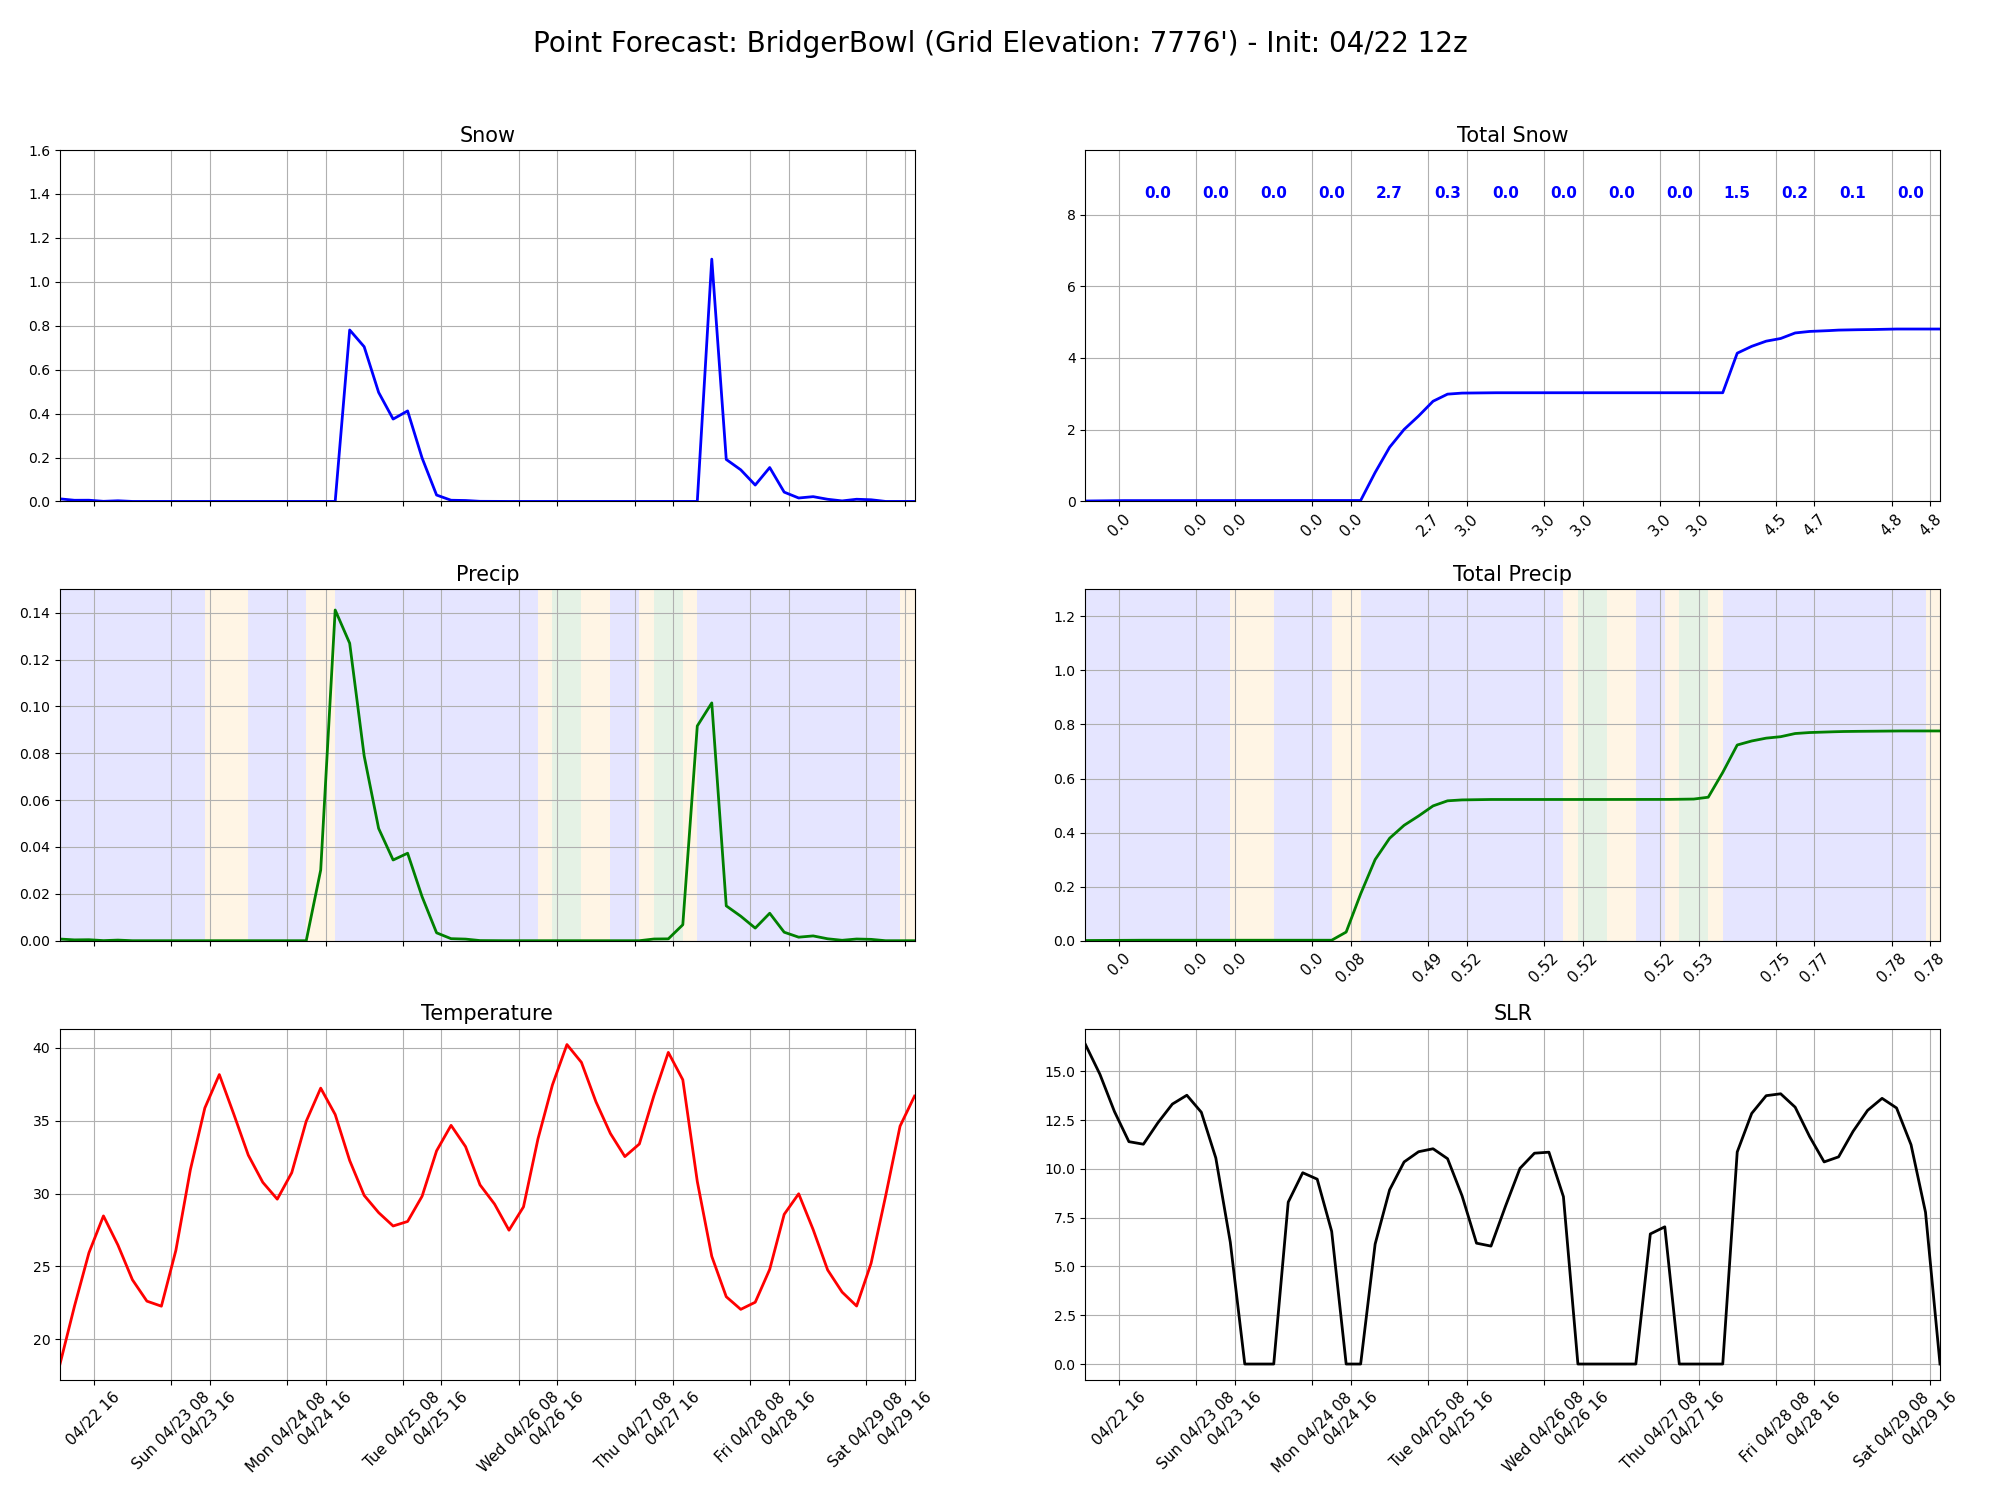 Point Forecast: BridgerBowl (Grid Elevation: 7776') - Init: 04/22 12z
Snow
1.6
1.4
1.2
1.0
0.8
0.6
0.4
0.2
0.0
Total Snow
0.0 0.0 0.0 0.0 2.7 0.3 0.0 0.0 0.0 0.0 1.5 0.2 0.1 0.0
8
6
4
2
0
0.0 0.0 0.0 0.0 0.0 2.7 3.0 3.0 3.0 3.0 3.0 4.5 4.7 4.8 4.8
Precip
0.14
0.12
0.10
0.08
0.06
0.04
0.02
0.00
Total Precip
1.2
1.0
0.8
0.6
0.4
0.2
0.0
0.0 0.0 0.0 0.0 0.08 0.49 0.52 0.52 0.52 0.52 0.53 0.75 0.77 0.78 0.78
Temperature
40
35
30
25
20
04/22 16
Sun 04/23 08
04/23 16
Mon 04/24 08
04/24 16
Tue 04/25 08
04/25 16
Wed 04/26 08
04/26 16
Thu 04/27 08
04/27 16
Fri 04/28 08
04/28 16
Sat 04/29 08
04/29 16
SLR
15.0
12.5
10.0
7.5
5.0
2.5
0.0
04/22 16
Sun 04/23 08
04/23 16
Mon 04/24 08
04/24 16
Tue 04/25 08
04/25 16
Wed 04/26 08
04/26 16
Thu 04/27 08
04/27 16
Fri 04/28 08
04/28 16
Sat 04/29 08
04/29 16